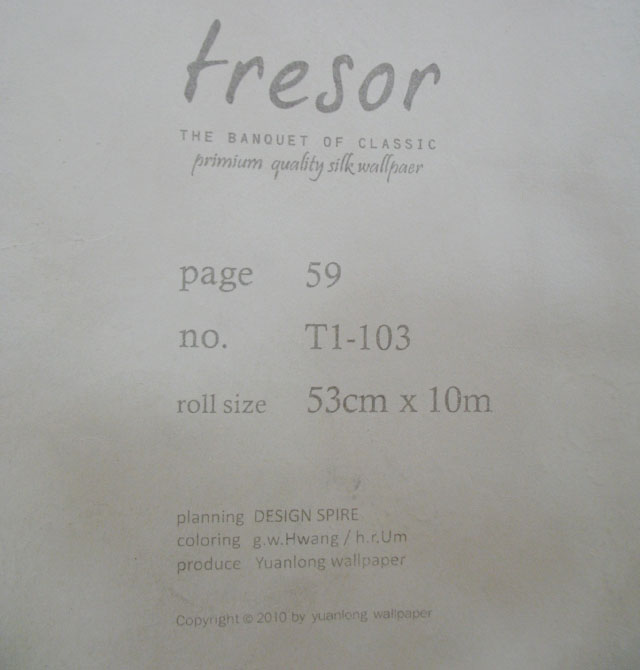 tresor
THE BANQUET OF CLASSIC
primium quality silk wallpaer
page 59
no. T1-103
roll size 53cm x 10m
planning DESIGN SPIRE
coloring g.w.Hwang / h.r.Um
produce Yuanlong wallpaper
Copyright © 2010 by yuanlong wallpaper